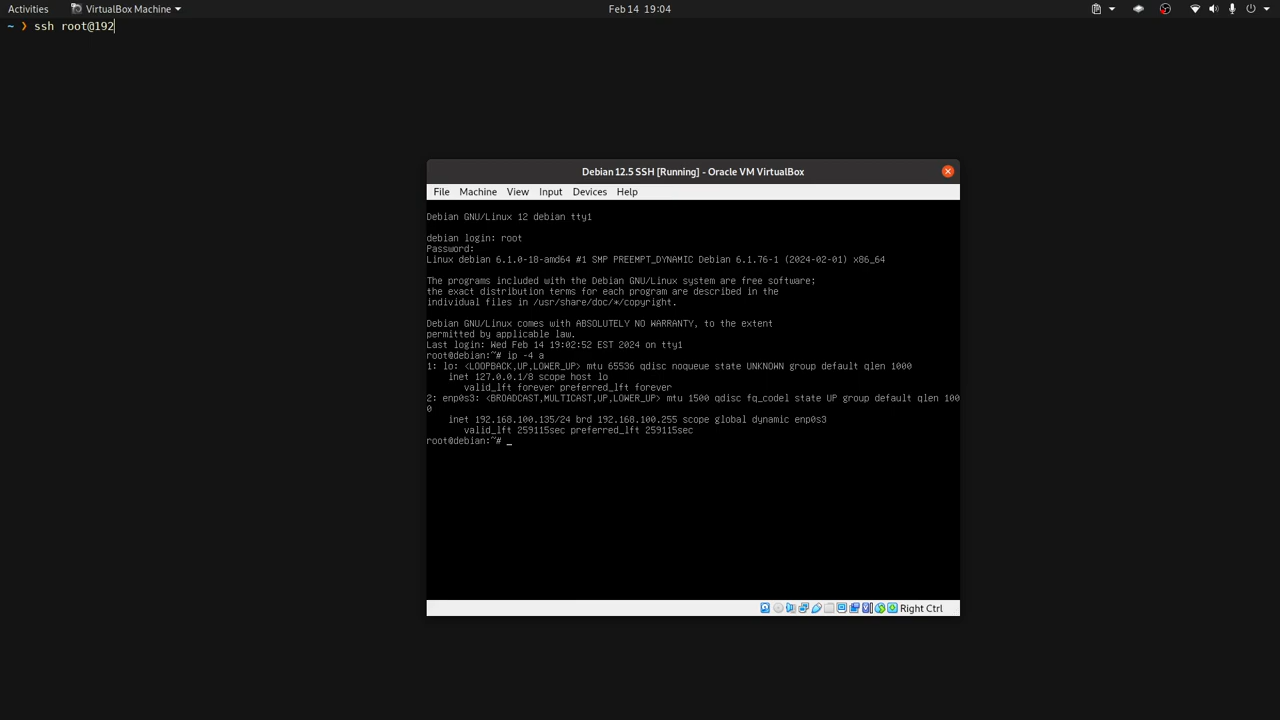 Activities VirtualBox Machine Feb 14 19:04
~ ❯ ssh root@192
Debian 12.5 SSH [Running] - Oracle VM VirtualBox
File Machine View Input Devices Help
Debian GNU/Linux 12 debian tty1
debian login: root
Password:
Linux debian 6.1.0-18-amd64 #1 SMP PREEMPT_DYNAMIC Debian 6.1.76-1 (2024-02-01) x86_64
The programs included with the Debian GNU/Linux system are free software;
the exact distribution terms for each program are described in the
individual files in /usr/share/doc/*/copyright.
Debian GNU/Linux comes with ABSOLUTELY NO WARRANTY, to the extent
permitted by applicable law.
Last login: Wed Feb 14 19:02:52 EST 2024 on tty1
root@debian:~# ip -4 a
1: lo: <LOOPBACK,UP,LOWER_UP> mtu 65536 qdisc noqueue state UNKNOWN group default qlen 1000
inet 127.0.0.1/8 scope host lo
valid_lft forever preferred_lft forever
2: enp0s3: <BROADCAST,MULTICAST,UP,LOWER_UP> mtu 1500 qdisc fq_codel state UP group default qlen 100
0
inet 192.168.100.135/24 brd 192.168.100.255 scope global dynamic enp0s3
valid_lft 259115sec preferred_lft 259115sec
root@debian:~# _
Right Ctrl